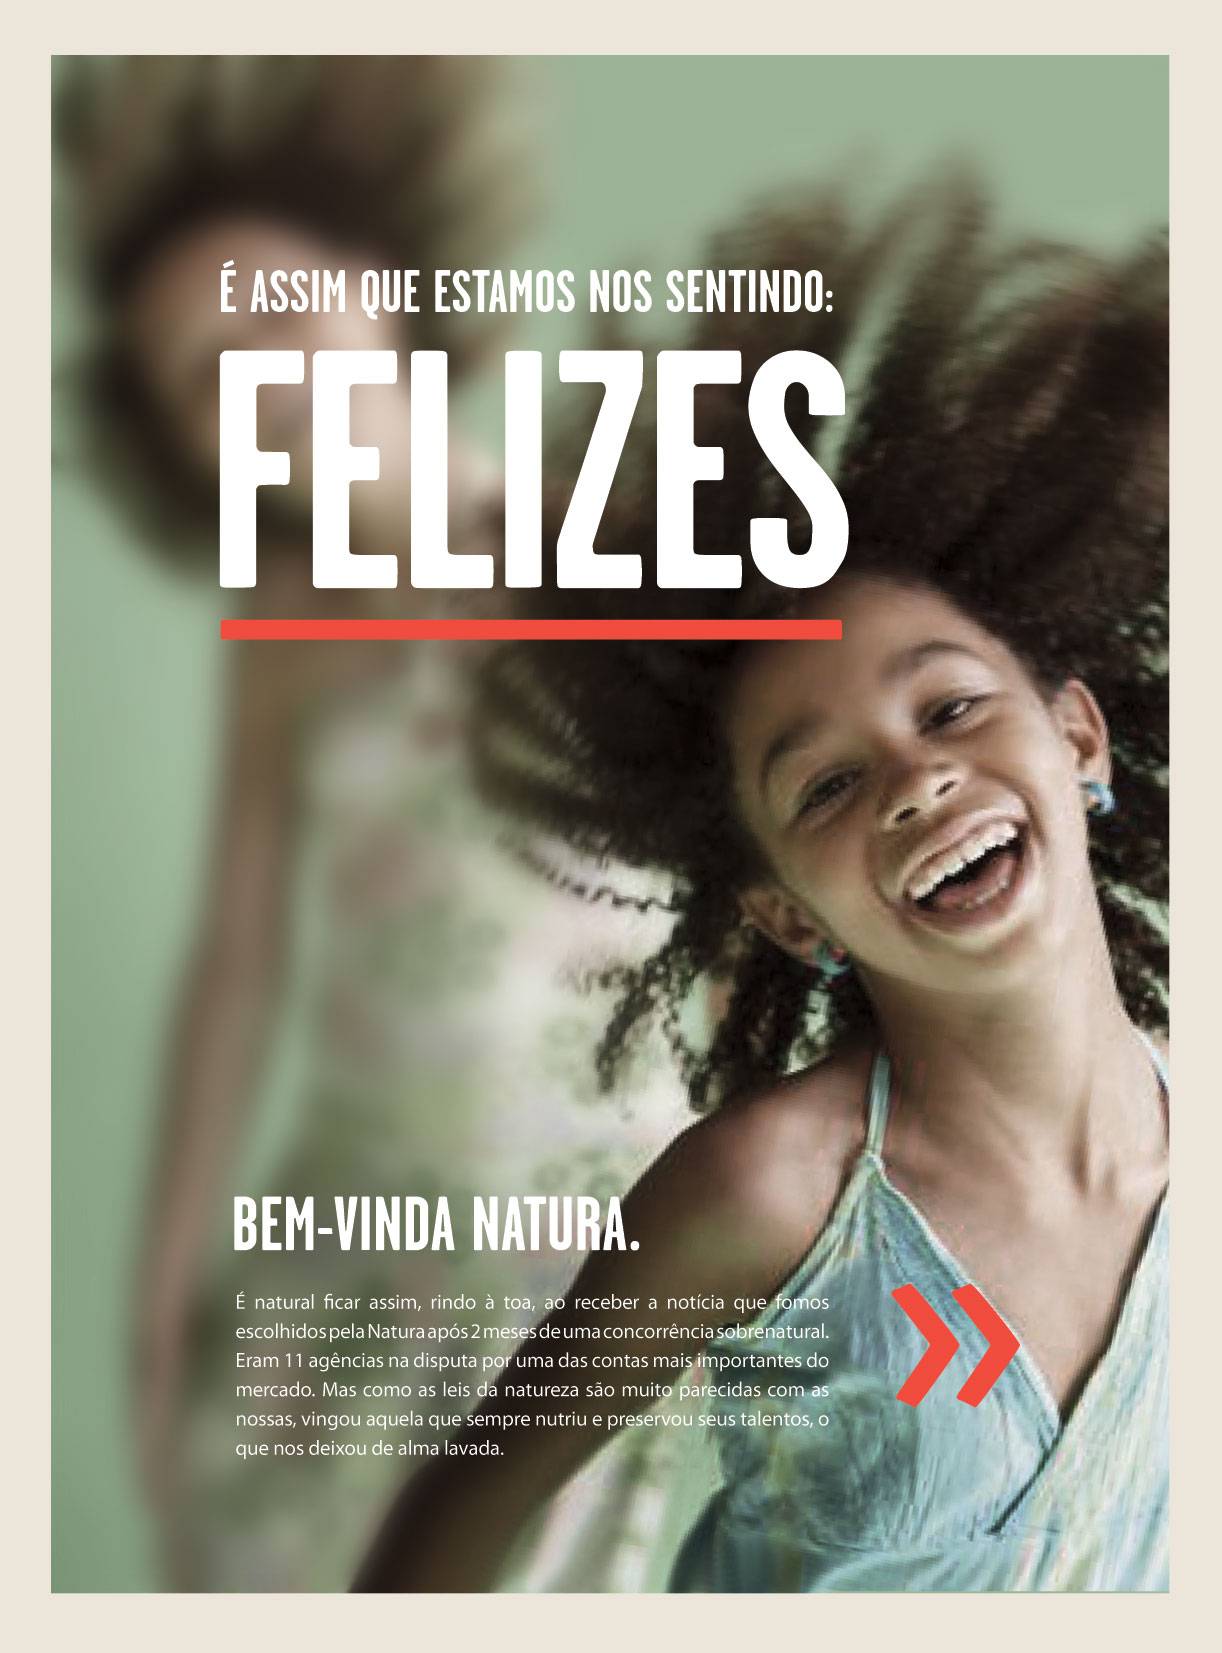 É ASSIM QUE ESTAMOS NOS SENTINDO:
FELIZES
BEM-VINDA NATURA.
É natural ficar assim, rindo à toa, ao receber a notícia que fomos
escolhidos pela Natura após 2 meses de uma concorrência sobrenatural.
Eram 11 agências na disputa por uma das contas mais importantes do
mercado. Mas como as leis da natureza são muito parecidas com as
nossas, vingou aquela que sempre nutriu e preservou seus talentos, o
que nos deixou de alma lavada.